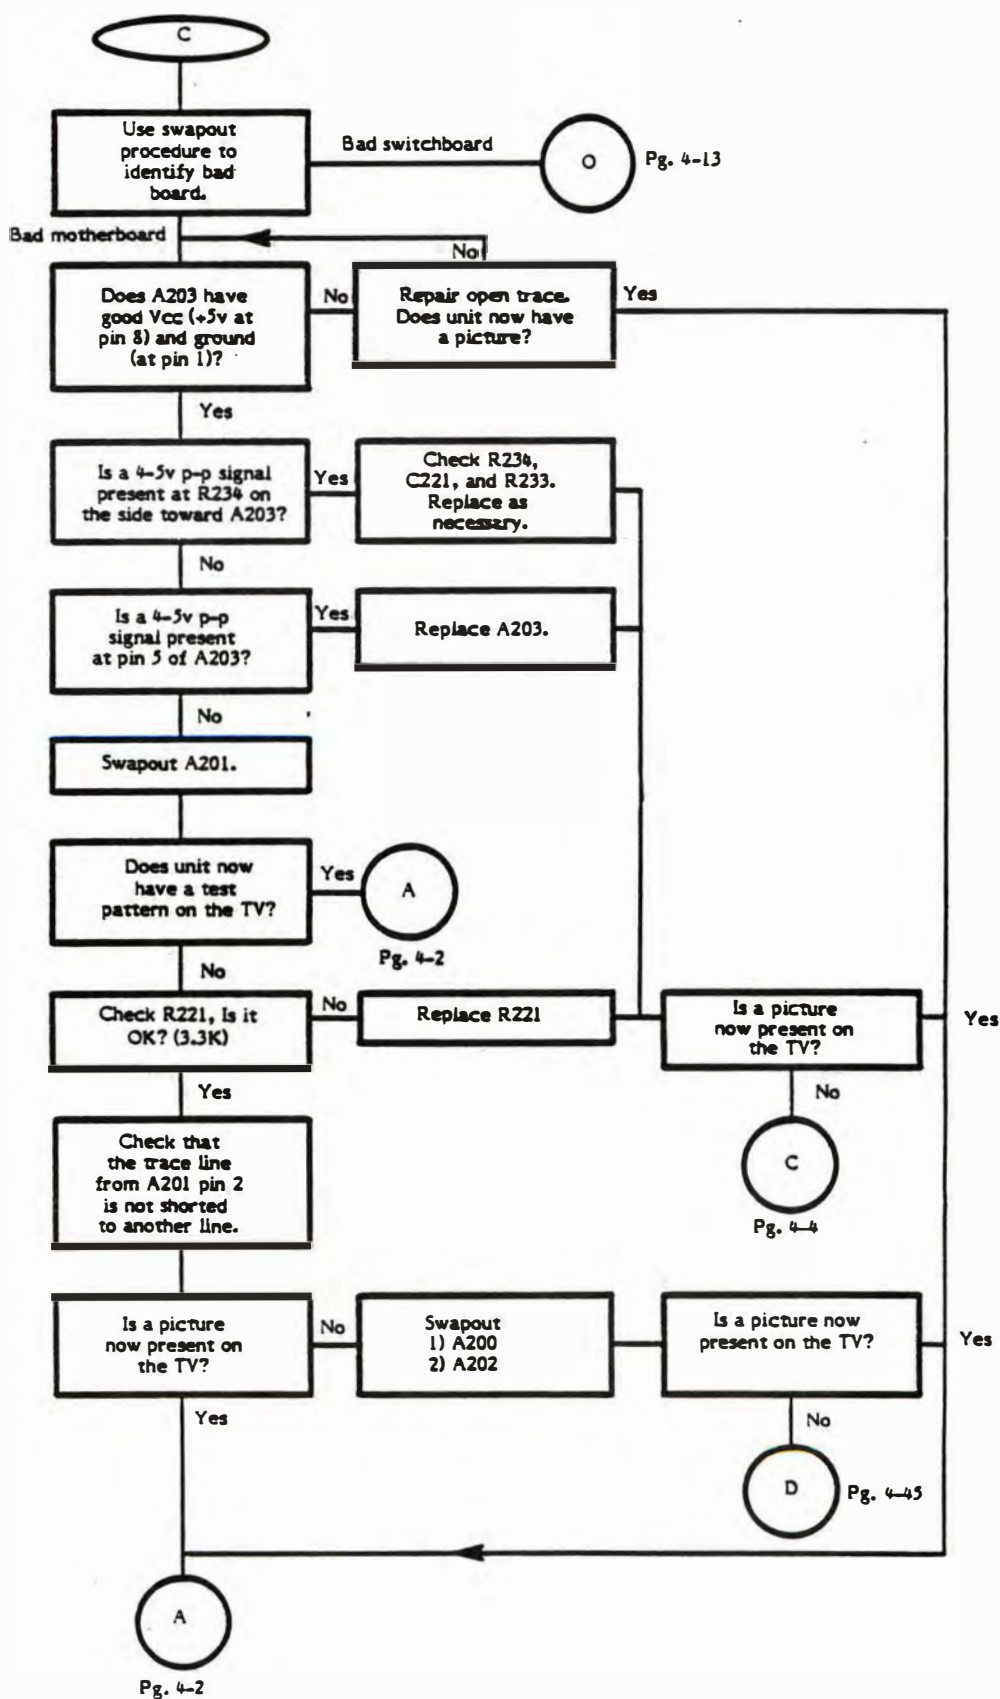 C
Use swapout
procedure to
identify bad
board.
Bad switchboard
O
Pg. 4-13
Bad motherboard
No
Does A203 have
good Vcc (+5v at
pin 8) and ground
(at pin 1)?
No
Repair open trace.
Does unit now have
a picture?
Yes
Yes
Is a 4-5v p-p signal
present at R234 on
the side toward A203?
Yes
Check R234,
C221, and R233.
Replace as
necessary.
No
Is a 4-5v p-p
signal present
at pin 5 of A203?
Yes
Replace A203.
No
Swapout A201.
Does unit now
have a test
pattern on the TV?
Yes
A
Pg. 4-2
No
Check R221, Is it
OK? (3.3K)
No
Replace R221
Is a picture
now present on
the TV?
Yes
No
C
Pg. 4-4
Yes
Check that
the trace line
from A201 pin 2
is not shorted
to another line.
Is a picture
now present on
the TV?
No
Swapout
1) A200
2) A202
Is a picture now
present on the TV?
Yes
No
D
Pg. 4-45
Yes
A
Pg. 4-2